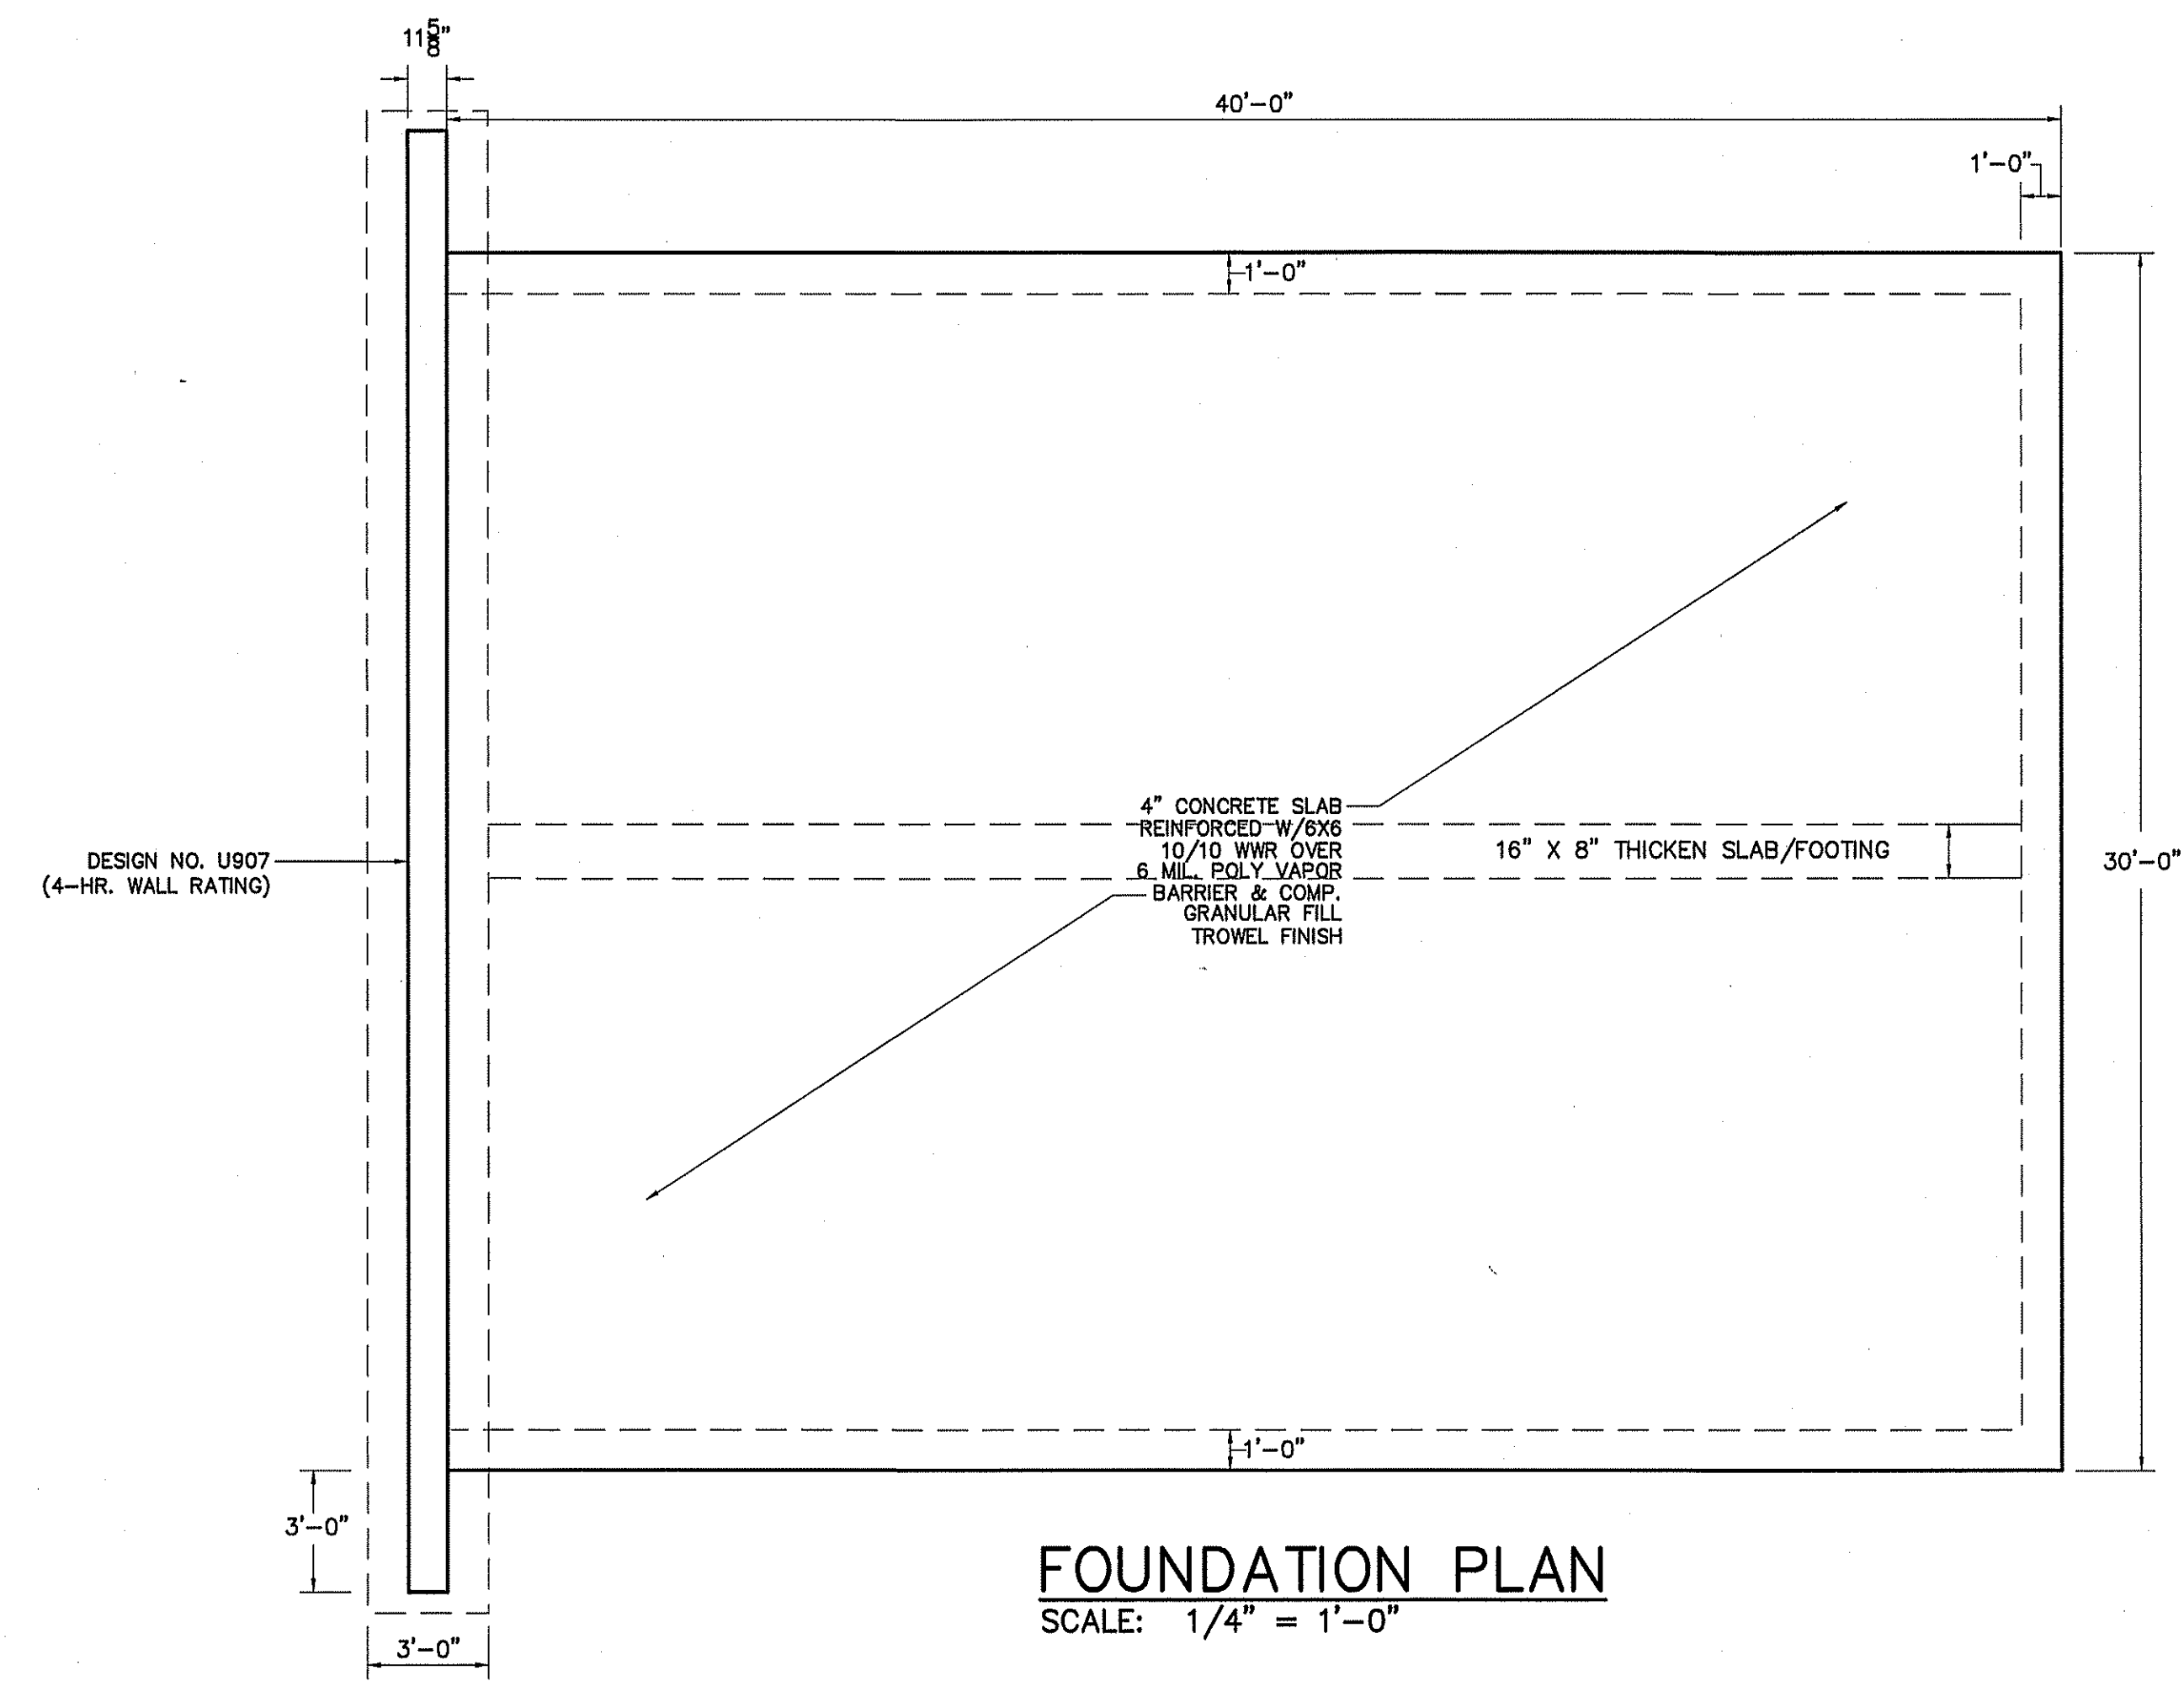 11 5/8"
40'-0"
1'-0"
1'-0"
4" CONCRETE SLAB
REINFORCED W/6X6
10/10 WWR OVER
6 MIL. POLY VAPOR
BARRIER & COMP.
GRANULAR FILL
TROWEL FINISH
16" X 8" THICKEN SLAB/FOOTING
30'-0"
DESIGN NO. U907
(4-HR. WALL RATING)
1'-0"
3'-0"
3'-0"
FOUNDATION PLAN
SCALE: 1/4" = 1'-0"